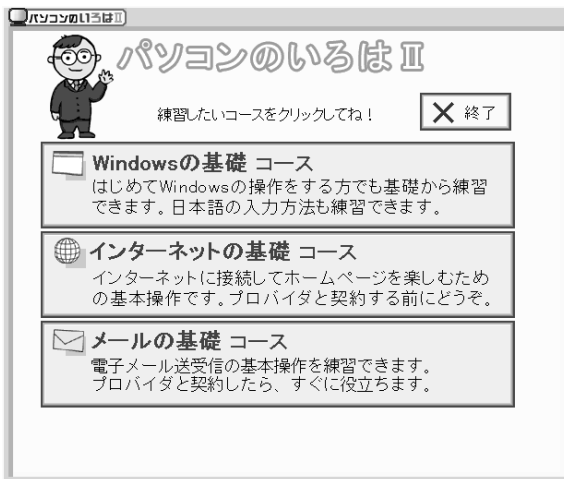 パソコンのいろはⅡ
パソコンのいろはⅡ
練習したいコースをクリックしてね！
終了
Windowsの基礎 コース
はじめてWindowsの操作をする方でも基礎から練習
できます。日本語の入力方法も練習できます。
インターネットの基礎 コース
インターネットに接続してホームページを楽しむため
の基本操作です。プロバイダと契約する前にどうぞ。
メールの基礎 コース
電子メール送受信の基本操作を練習できます。
プロバイダと契約したら、すぐに役立ちます。